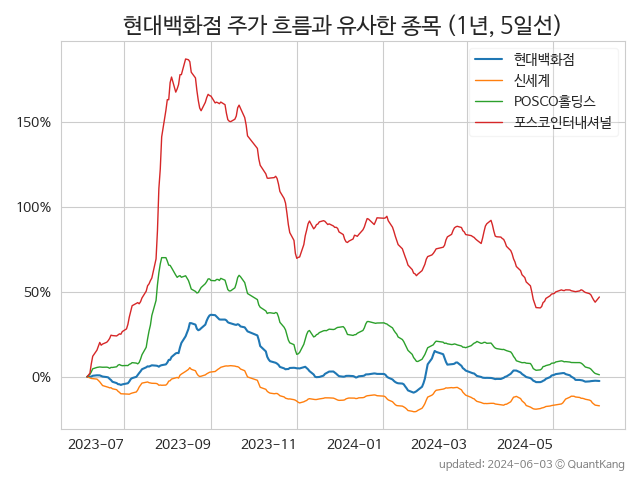 현대백화점 주가 흐름과 유사한 종목 (1년, 5일선)
현대백화점
신세계
POSCO홀딩스
포스코인터내셔널
150%
100%
50%
0%
2023-07 2023-09 2023-11 2024-01 2024-03 2024-05
updated: 2024-06-03 © QuantKang